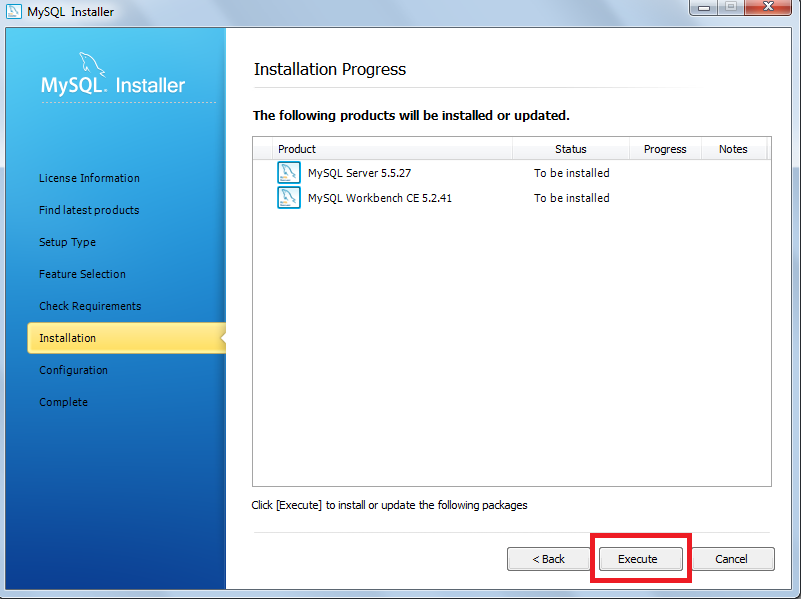 MySQL Installer
MySQL. Installer
License Information
Find latest products
Setup Type
Feature Selection
Check Requirements
Installation
Configuration
Complete
Installation Progress
The following products will be installed or updated.
Product Status Progress Notes
MySQL Server 5.5.27 To be installed
MySQL Workbench CE 5.2.41 To be installed
Click [Execute] to install or update the following packages
< Back Execute Cancel